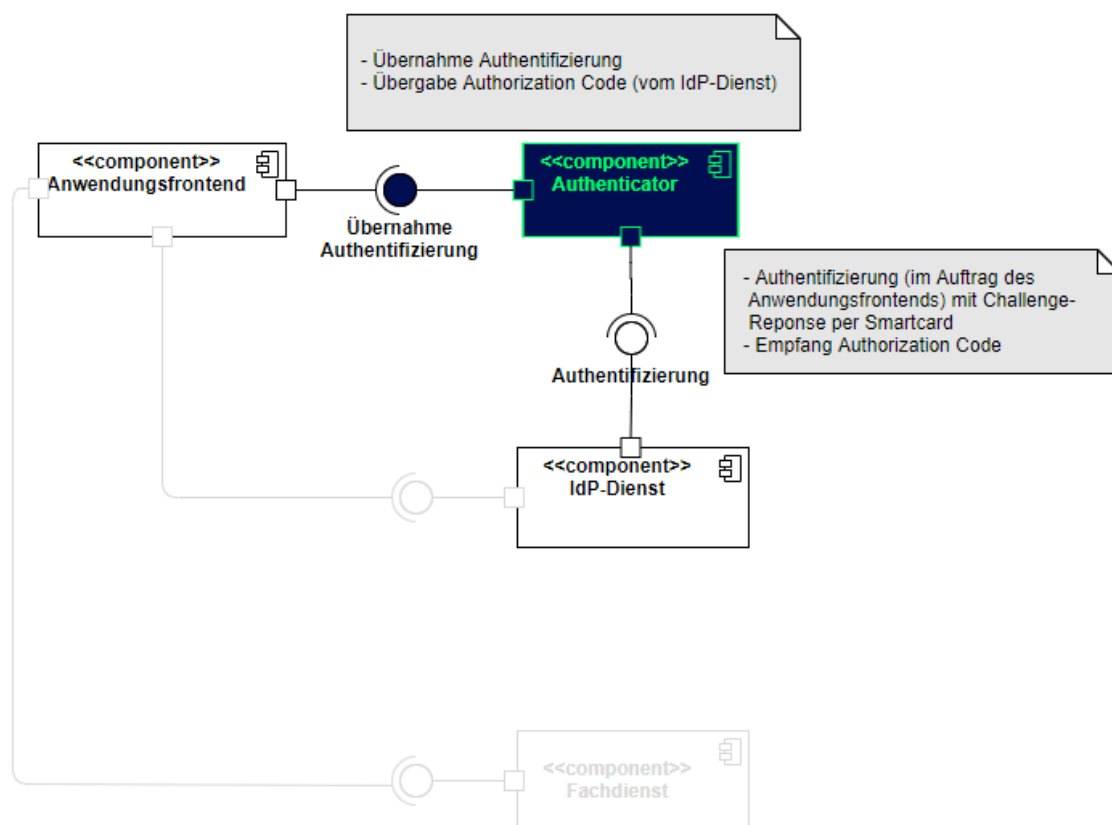 - Übernahme Authentifizierung
- Übergabe Authorization Code (vom IdP-Dienst)
<<component>>
Anwendungsfrontend
<<component>>
Authenticator
Übernahme
Authentifizierung
- Authentifizierung (im Auftrag des
Anwendungsfrontends) mit Challenge-
Reponse per Smartcard
- Empfang Authorization Code
Authentifizierung
<<component>>
IdP-Dienst
<<component>>
Fachdienst